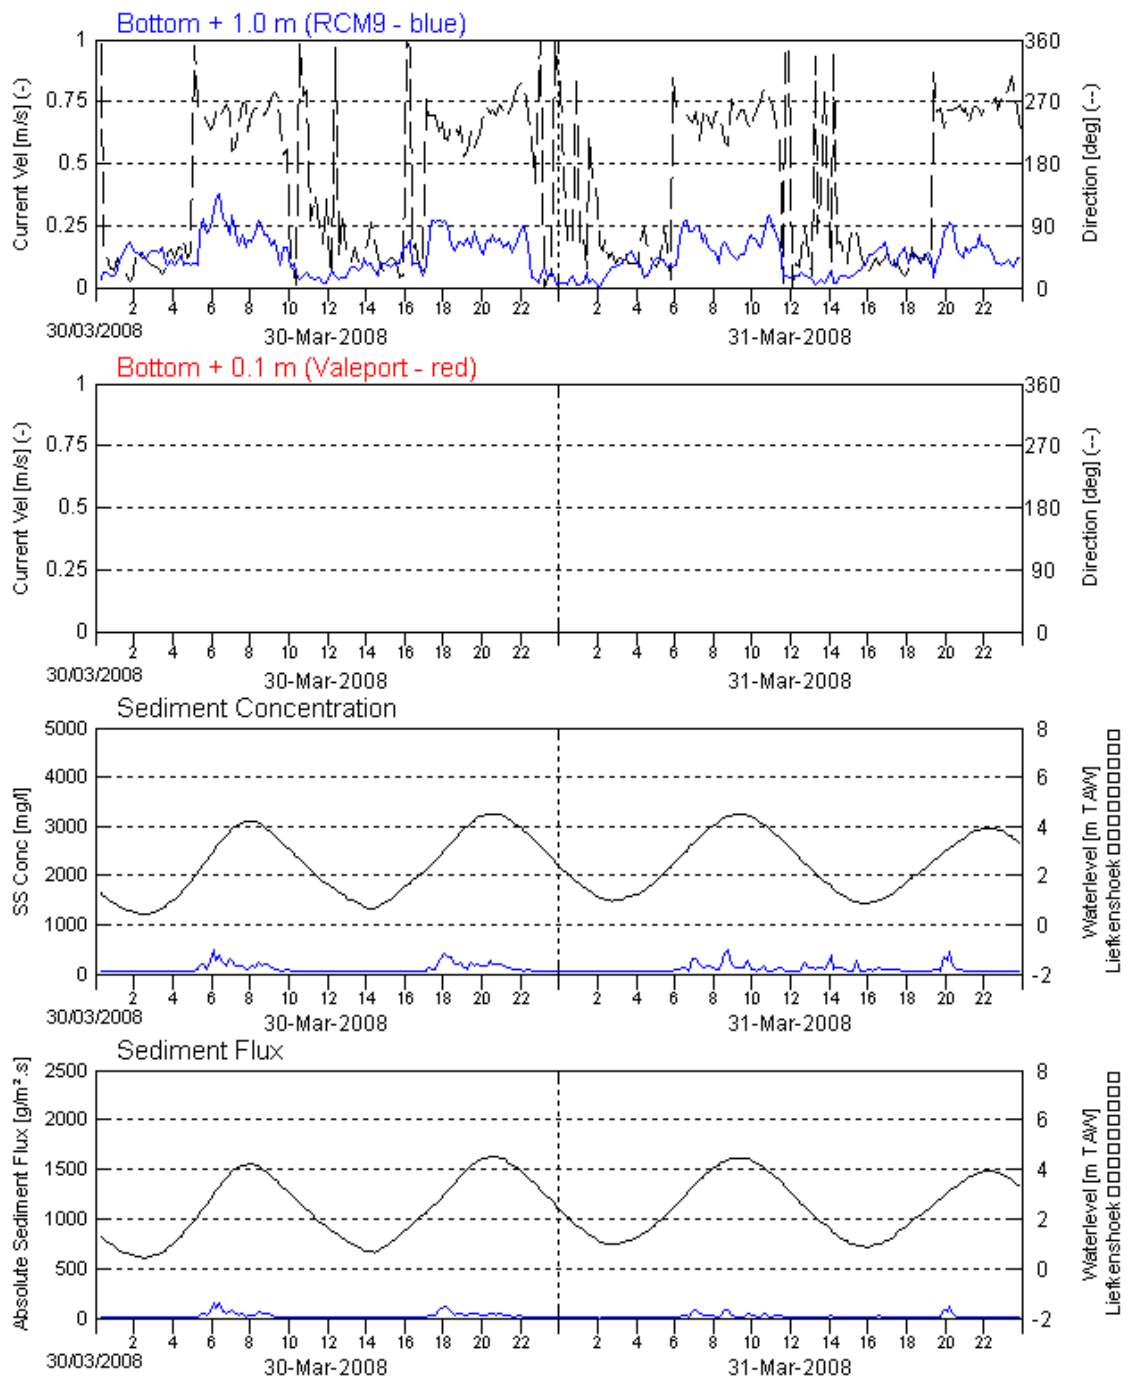 Bottom + 1.0 m (RCM9 - blue)
Current Vel [m/s] (-)
1
0.75
0.5
0.25
0
360
270
180
90
0
Direction [deg] (--)
2 4 6 8 10 12 14 16 18 20 22 2 4 6 8 10 12 14 16 18 20 22
30/03/2008
30-Mar-2008
31-Mar-2008
Bottom + 0.1 m (Valeport - red)
Current Vel [m/s] (-)
1
0.75
0.5
0.25
0
360
270
180
90
0
Direction [deg] (--)
2 4 6 8 10 12 14 16 18 20 22 2 4 6 8 10 12 14 16 18 20 22
30/03/2008
30-Mar-2008
31-Mar-2008
Sediment Concentration
SS Conc [mg/l]
5000
4000
3000
2000
1000
0
8
6
4
2
0
-2
Waterlevel [m TAW]
Liefkenshoek □□□□□□□□□
2 4 6 8 10 12 14 16 18 20 22 2 4 6 8 10 12 14 16 18 20 22
30/03/2008
30-Mar-2008
31-Mar-2008
Sediment Flux
Absolute Sediment Flux [g/m².s]
2500
2000
1500
1000
500
0
8
6
4
2
0
-2
Waterlevel [m TAW]
Liefkenshoek □□□□□□□□□
2 4 6 8 10 12 14 16 18 20 22 2 4 6 8 10 12 14 16 18 20 22
30/03/2008
30-Mar-2008
31-Mar-2008